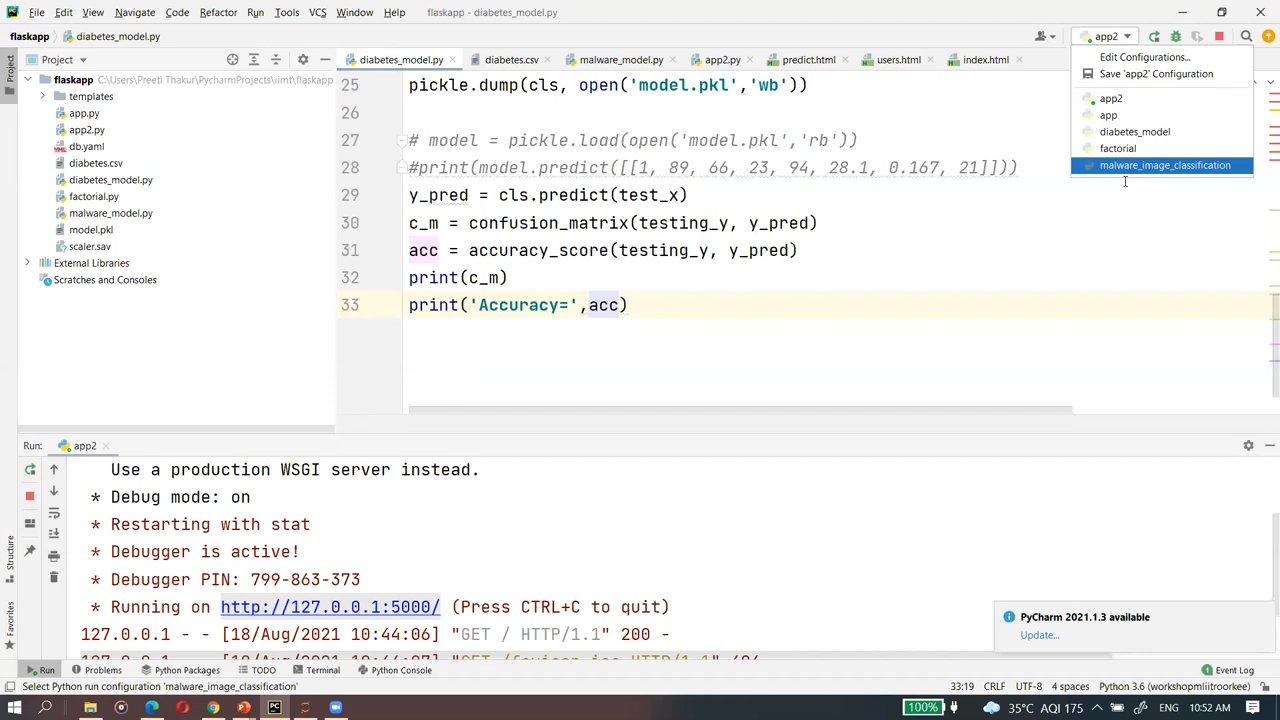 File Edit View Navigate Code Refactor Run Tools VCS Window Help flaskapp - diabetes_model.py
flaskapp diabetes_model.py app2
Project diabetes_model.py diabetes.csv malware_model.py app2.py predict.html users.html index.html
Edit Configurations...
Save 'app2' Configuration
app2
app
diabetes_model
factorial
malware_image_classification
Project
flaskapp C:\Users\Preeti Thakur\PycharmProjects\iimt\flaskapp
templates
app.py
app2.py
db.yaml
diabetes.csv
diabetes_model.py
factorial.py
malware_model.py
model.pkl
scaler.sav
External Libraries
Scratches and Consoles
25 pickle.dump(cls, open('model.pkl','wb'))
26
27 # model = pickle.load(open('model.pkl','rb'))
28 #print(model.predict([[1, 89, 66, 23, 94, 28.1, 0.167, 21]]))
29 y_pred = cls.predict(test_x)
30 c_m = confusion_matrix(testing_y, y_pred)
31 acc = accuracy_score(testing_y, y_pred)
32 print(c_m)
33 print('Accuracy=',acc)
Run: app2
Use a production WSGI server instead.
* Debug mode: on
* Restarting with stat
* Debugger is active!
* Debugger PIN: 799-863-373
* Running on http://127.0.0.1:5000/ (Press CTRL+C to quit)
127.0.0.1 - - [18/Aug/2021 10:44:06] "GET / HTTP/1.1" 200 -
Structure
Favorites
PyCharm 2021.1.3 available
Update...
Run Problems Python Packages TODO Terminal Python Console Event Log
Select Python run configuration 'malware_image_classification' 33:19 CRLF UTF-8 4 spaces Python 3.6 (workshopmliitroorkee)
100% 35°C AQI 175 ENG 10:52 AM